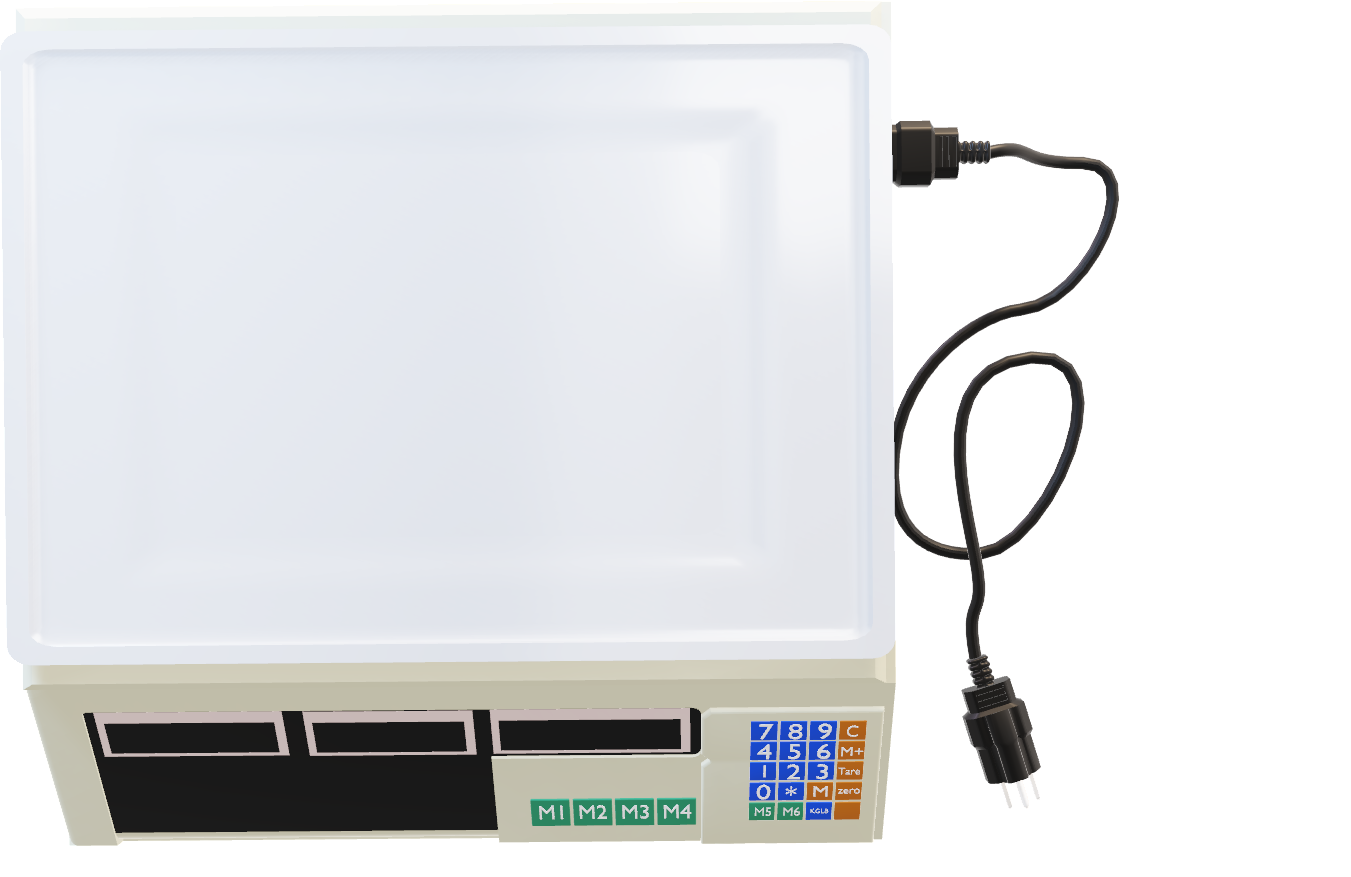 7 8 9 C
4 5 6 M+
1 2 3 Tare
0 * M zero
M1 M2 M3 M4 M5 M6 KGLB